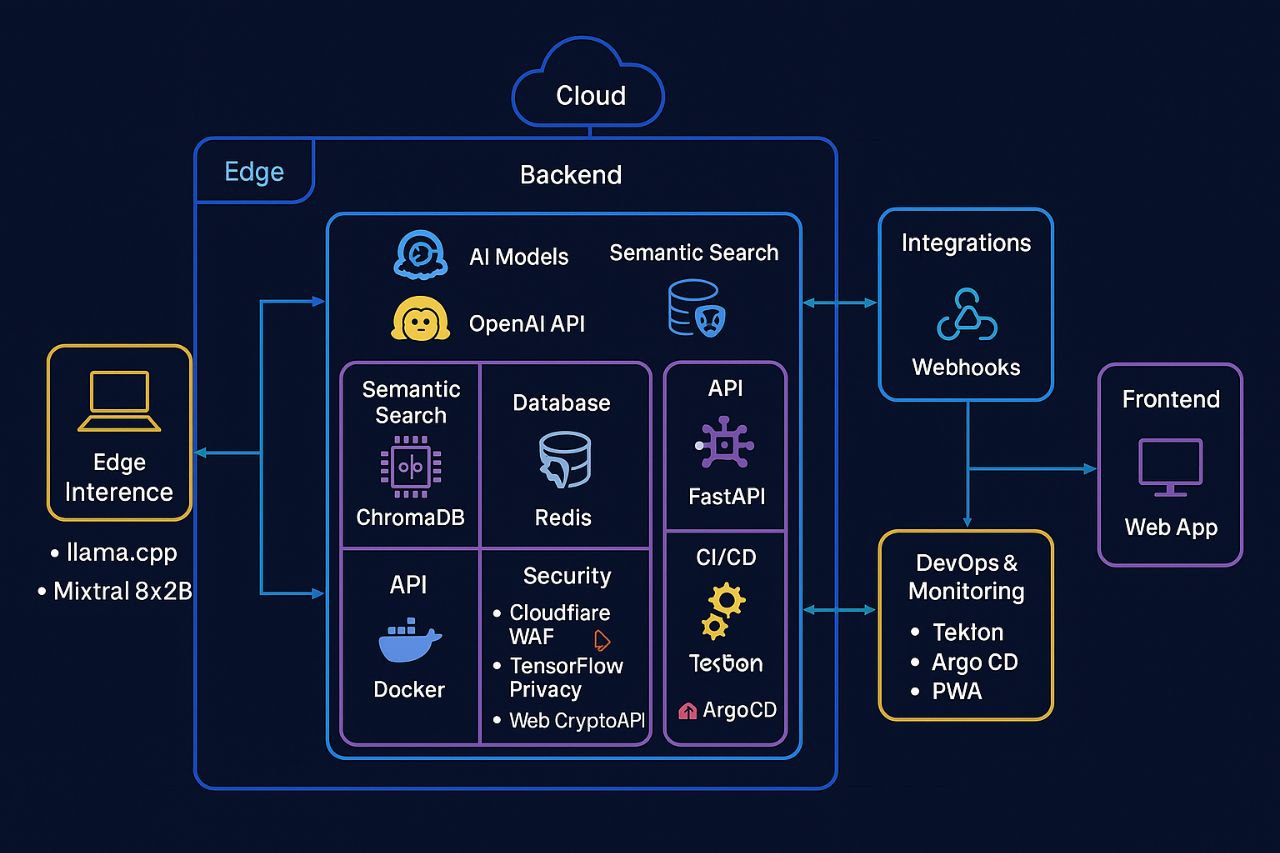 Cloud
Edge
Backend
AI Models
OpenAI API
Semantic Search
Semantic
Search
ChromaDB
Database
Redis
API
FastAPI
API
Docker
Security
• Cloudflare
WAF
• TensorFlow
Privacy
• Web CryptoAPI
CI/CD
ArgoCD
Edge
Interence
• llama.cpp
• Mixtral 8x2B
Integrations
Webhooks
Frontend
Web App
DevOps &
Monitoring
• Tekton
• Argo CD
• PWA